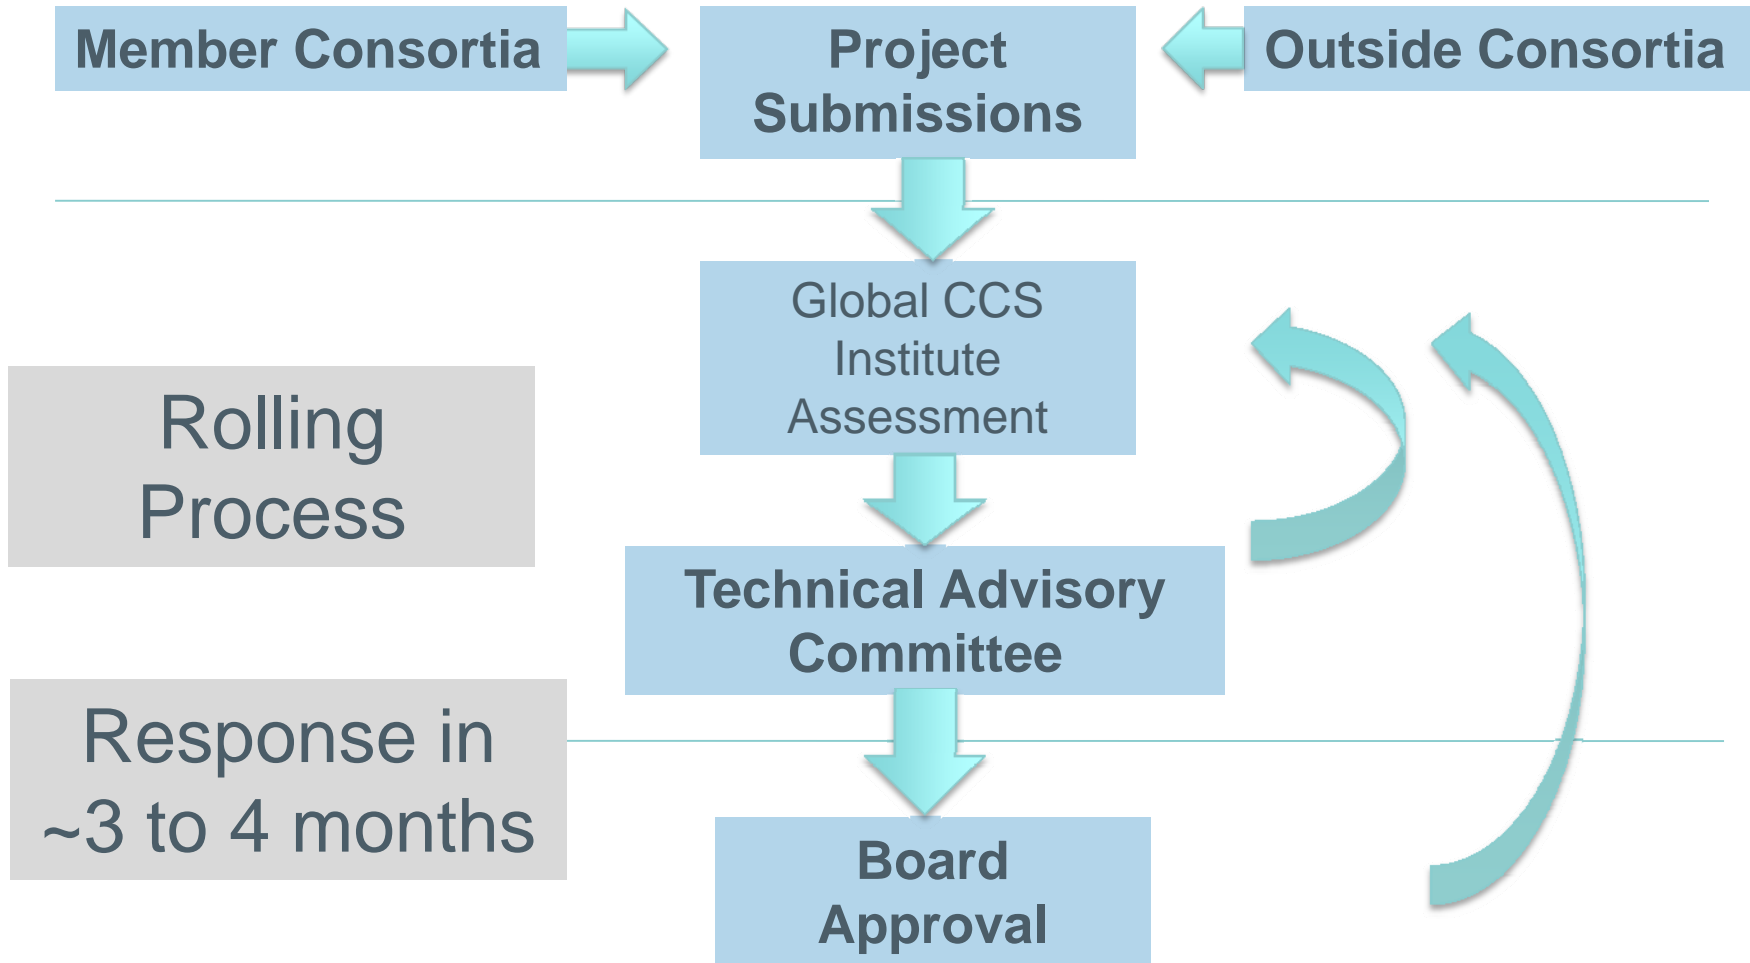 Member Consortia
Project
Submissions
Outside Consortia
Global CCS
Institute
Assessment
Rolling
Process
Technical Advisory
Committee
Response in
~3 to 4 months
Board
Approval